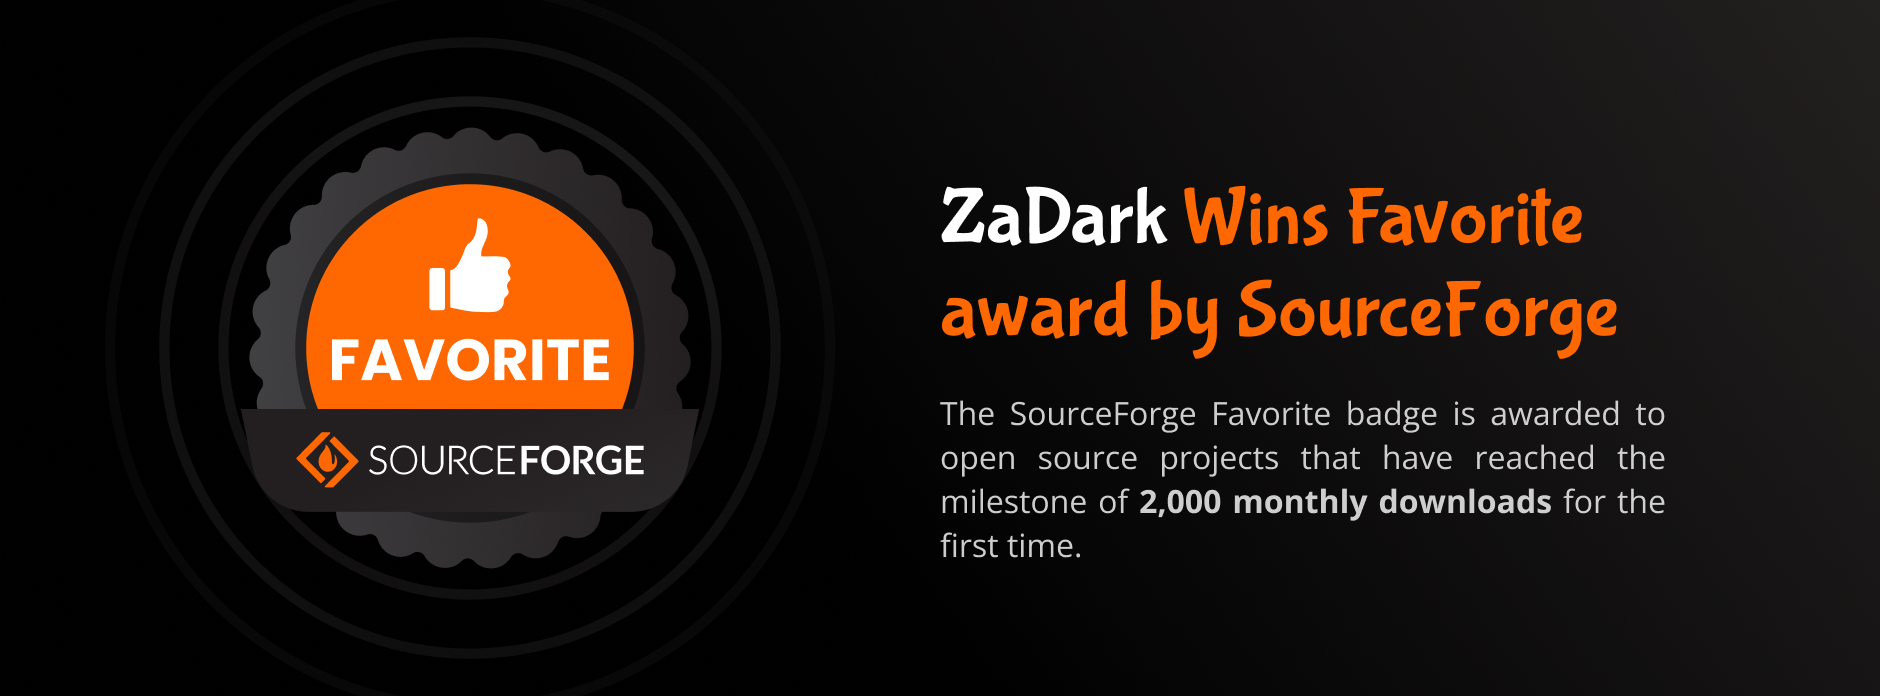 FAVORITE
SOURCEFORGE
ZaDark Wins Favorite
award by SourceForge
The SourceForge Favorite badge is awarded to
open source projects that have reached the
milestone of 2,000 monthly downloads for the
first time.